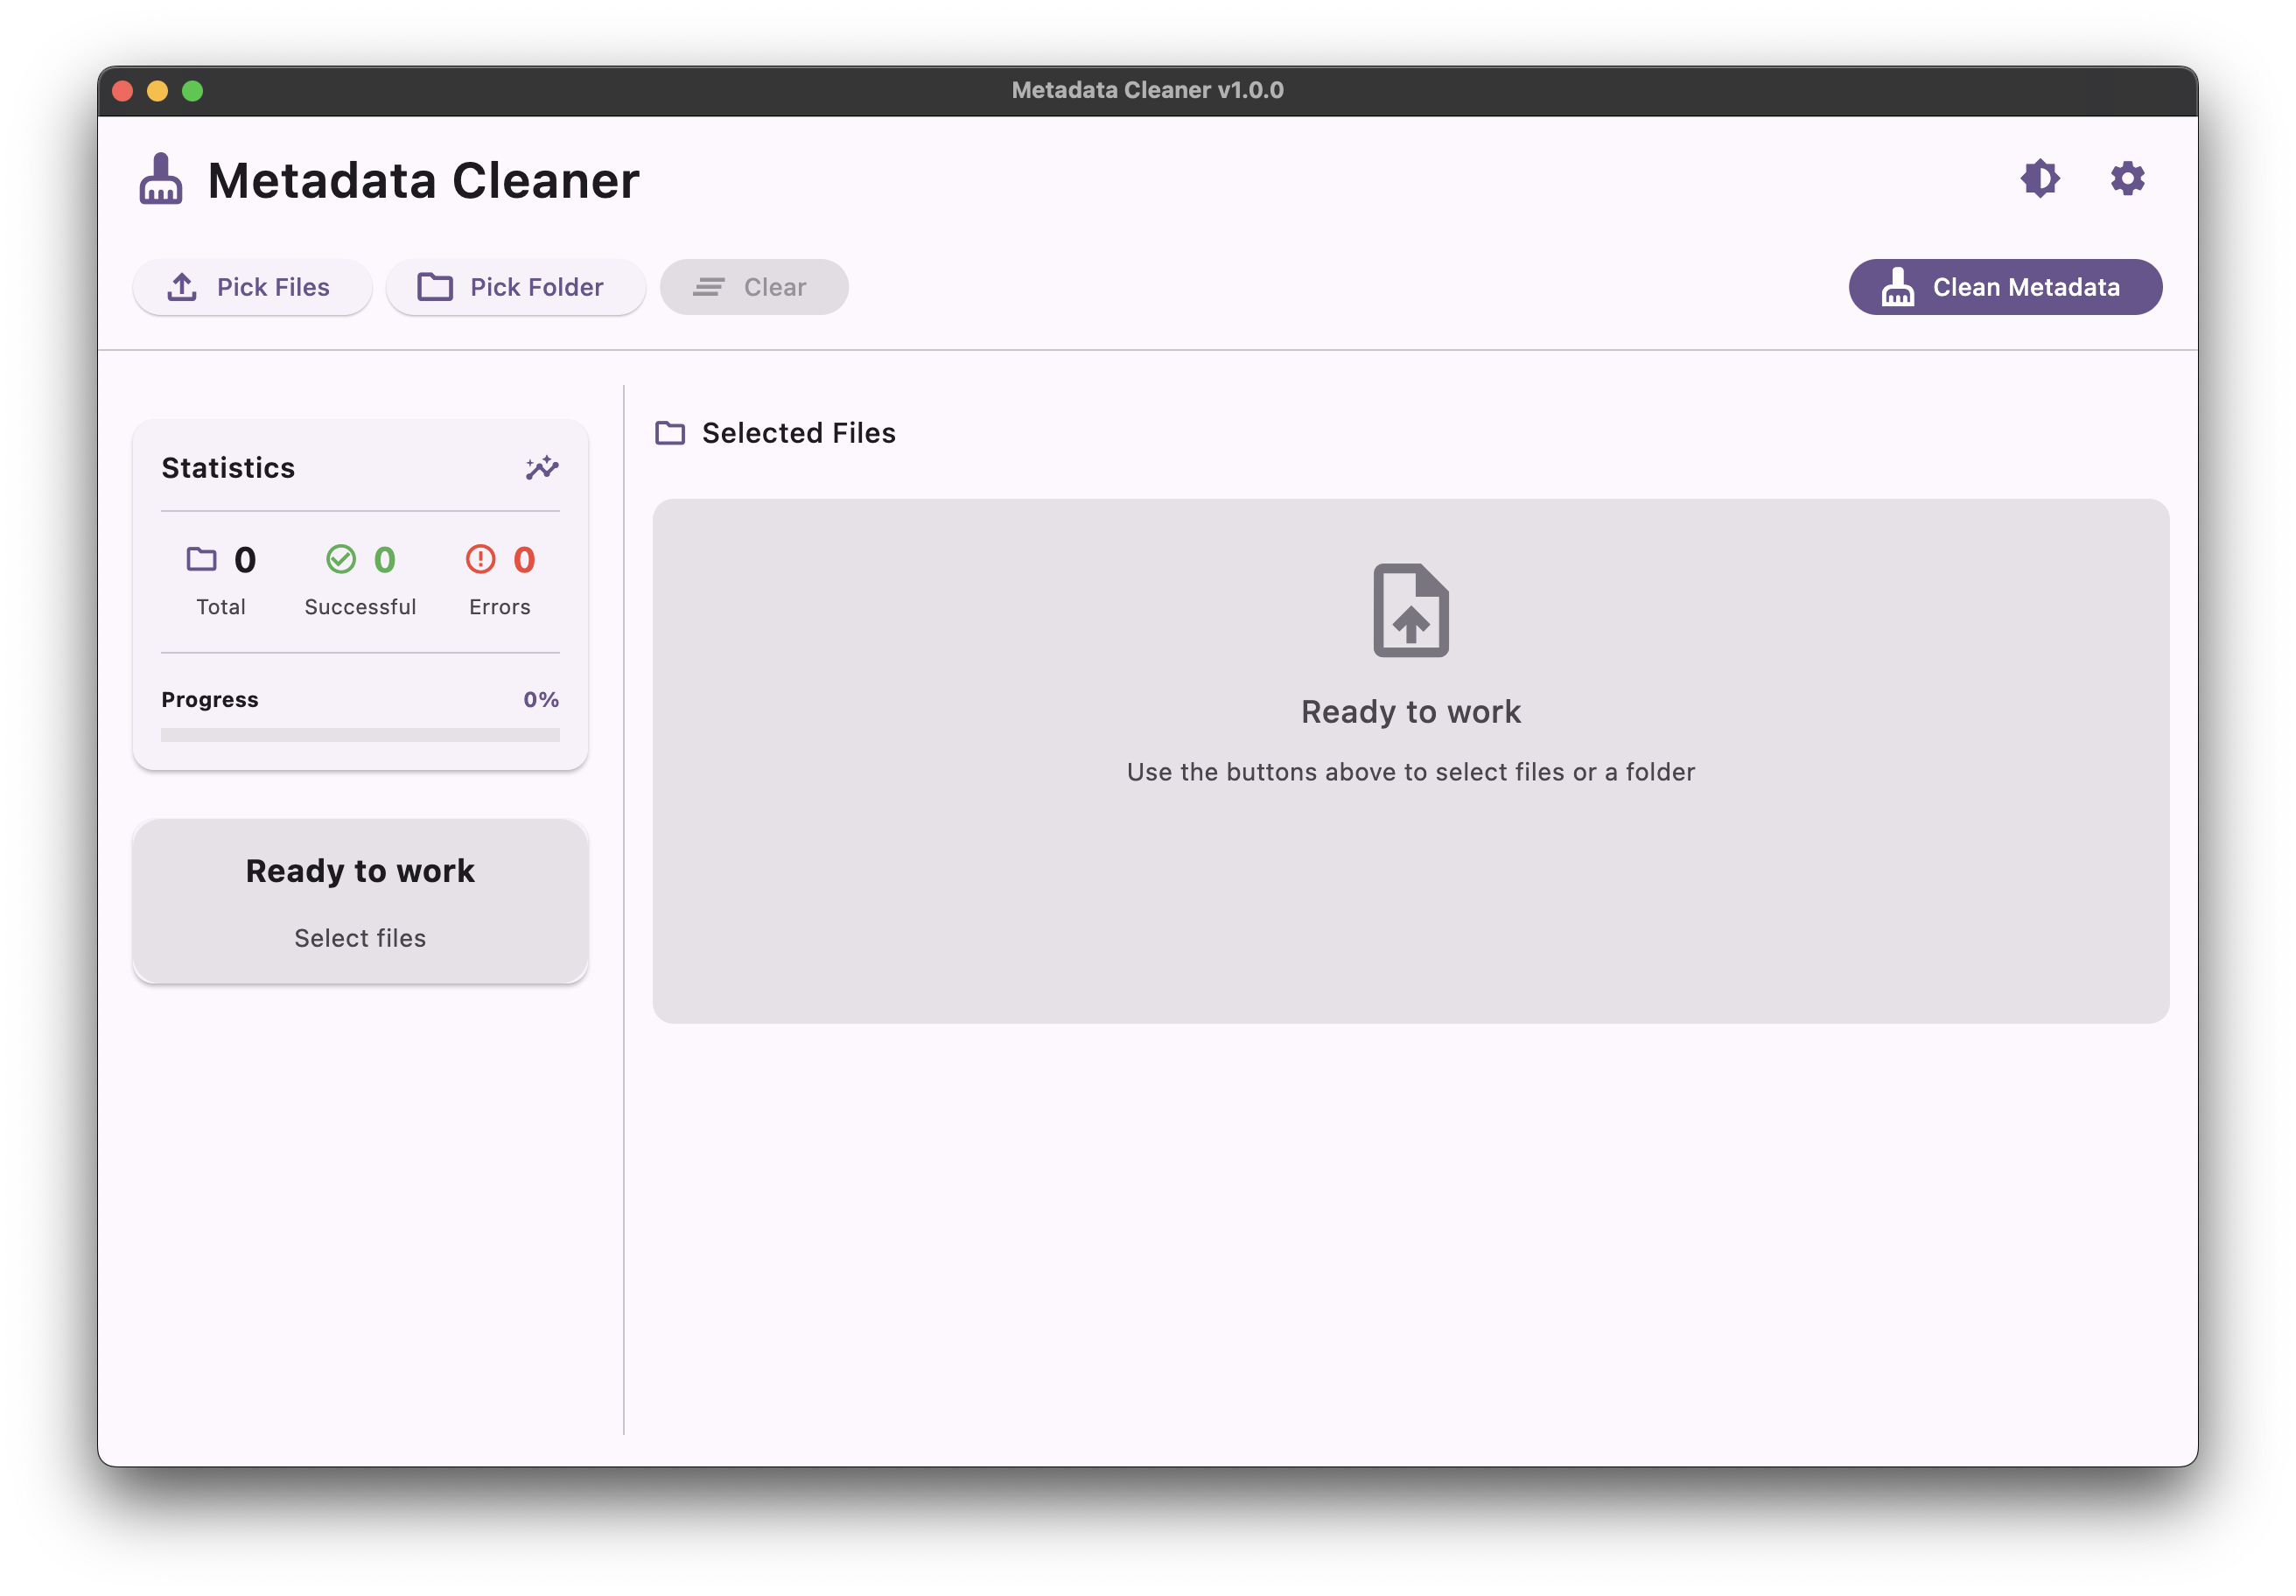 Metadata Cleaner v1.0.0
Metadata Cleaner
Pick Files
Pick Folder
Clear
Clean Metadata
Statistics
0
0
0
Total
Successful
Errors
Progress
0%
Ready to work
Select files
Selected Files
Ready to work
Use the buttons above to select files or a folder